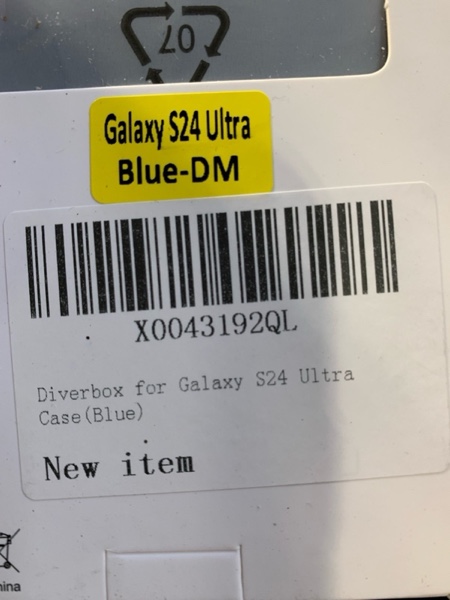 07
Galaxy S24 Ultra
Blue-DM
X0043192QL
Diverbox for Galaxy S24 Ultra
Case(Blue)
New item